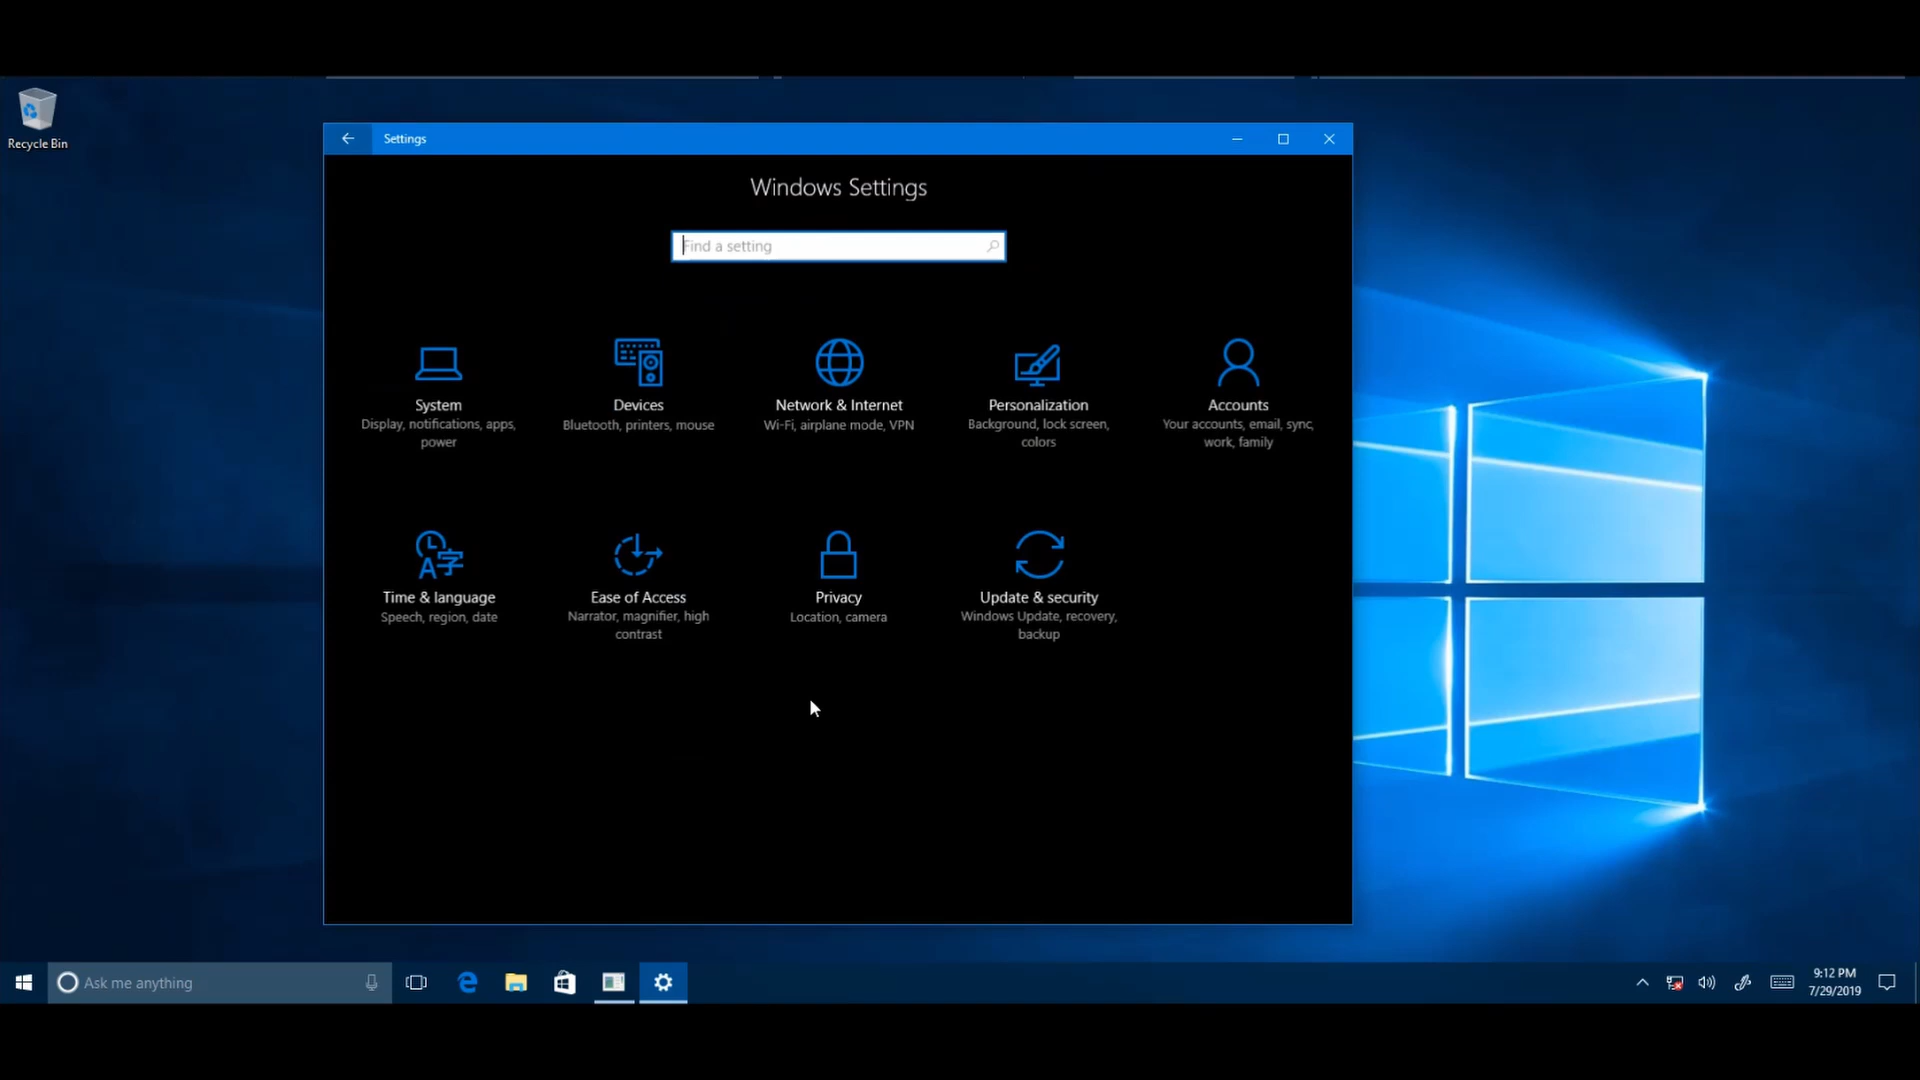 Recycle Bin
Settings
Windows Settings
Find a setting
System
Display, notifications, apps,
power
Devices
Bluetooth, printers, mouse
Network & Internet
Wi-Fi, airplane mode, VPN
Personalization
Background, lock screen,
colors
Accounts
Your accounts, email, sync,
work, family
Time & language
Speech, region, date
Ease of Access
Narrator, magnifier, high
contrast
Privacy
Location, camera
Update & security
Windows Update, recovery,
backup
Ask me anything
9:12 PM
7/29/2019